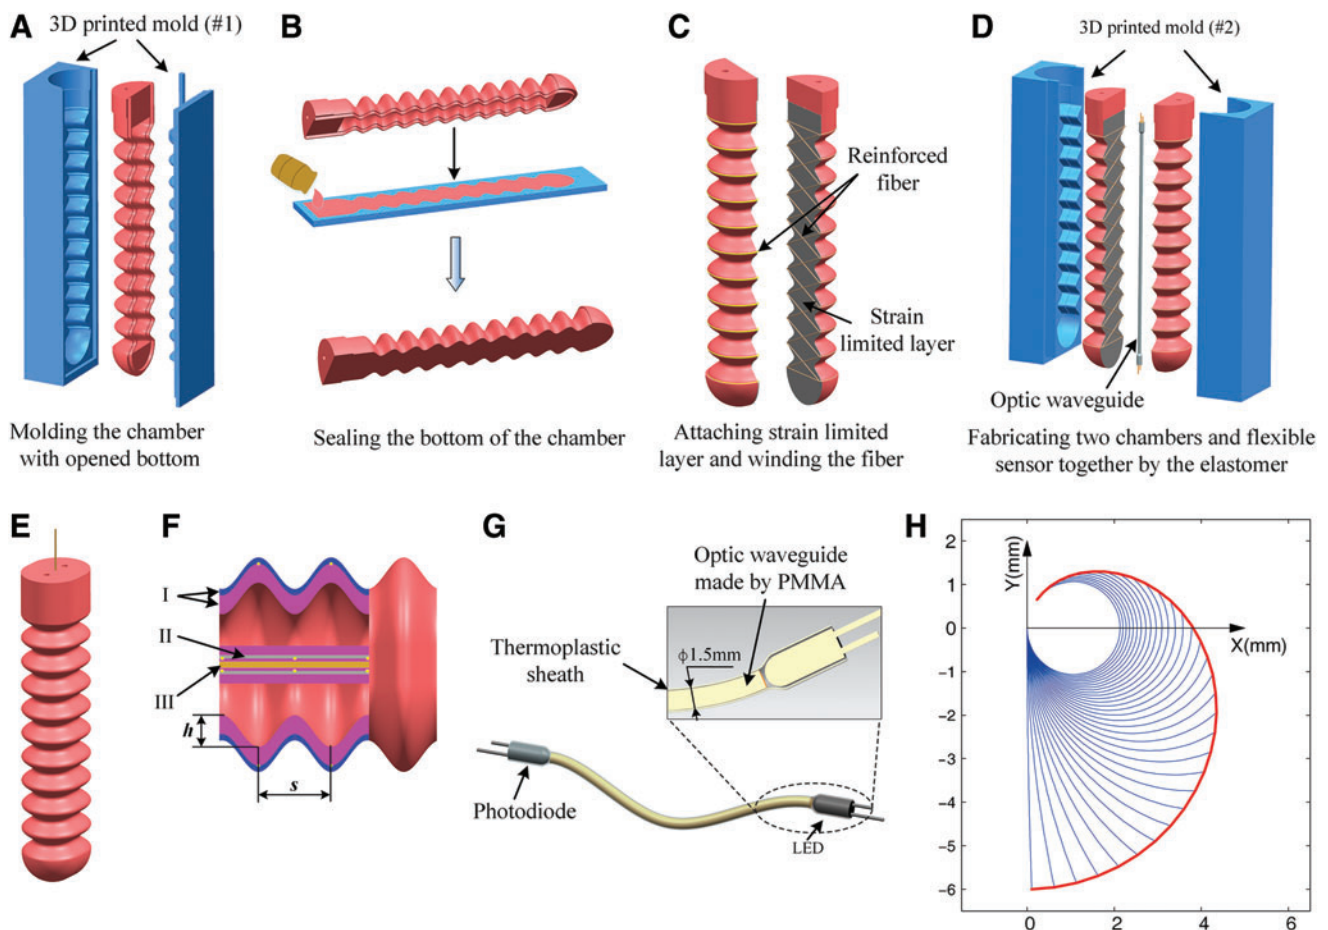 A
3D printed mold (#1)
Molding the chamber
with opened bottom
B
Sealing the bottom of the chamber
C
Reinforced
fiber
Strain
limited layer
Attaching strain limited
layer and winding the fiber
D
3D printed mold (#2)
Optic waveguide
Fabricating two chambers and flexible
sensor together by the elastomer
E
F
I
II
III
h
s
G
Optic waveguide
made by PMMA
Thermoplastic
sheath
ϕ1.5mm
Photodiode
LED
H
Y(mm)
X(mm)
2
1
0
-1
-2
-3
-4
-5
-6
0 2 4 6